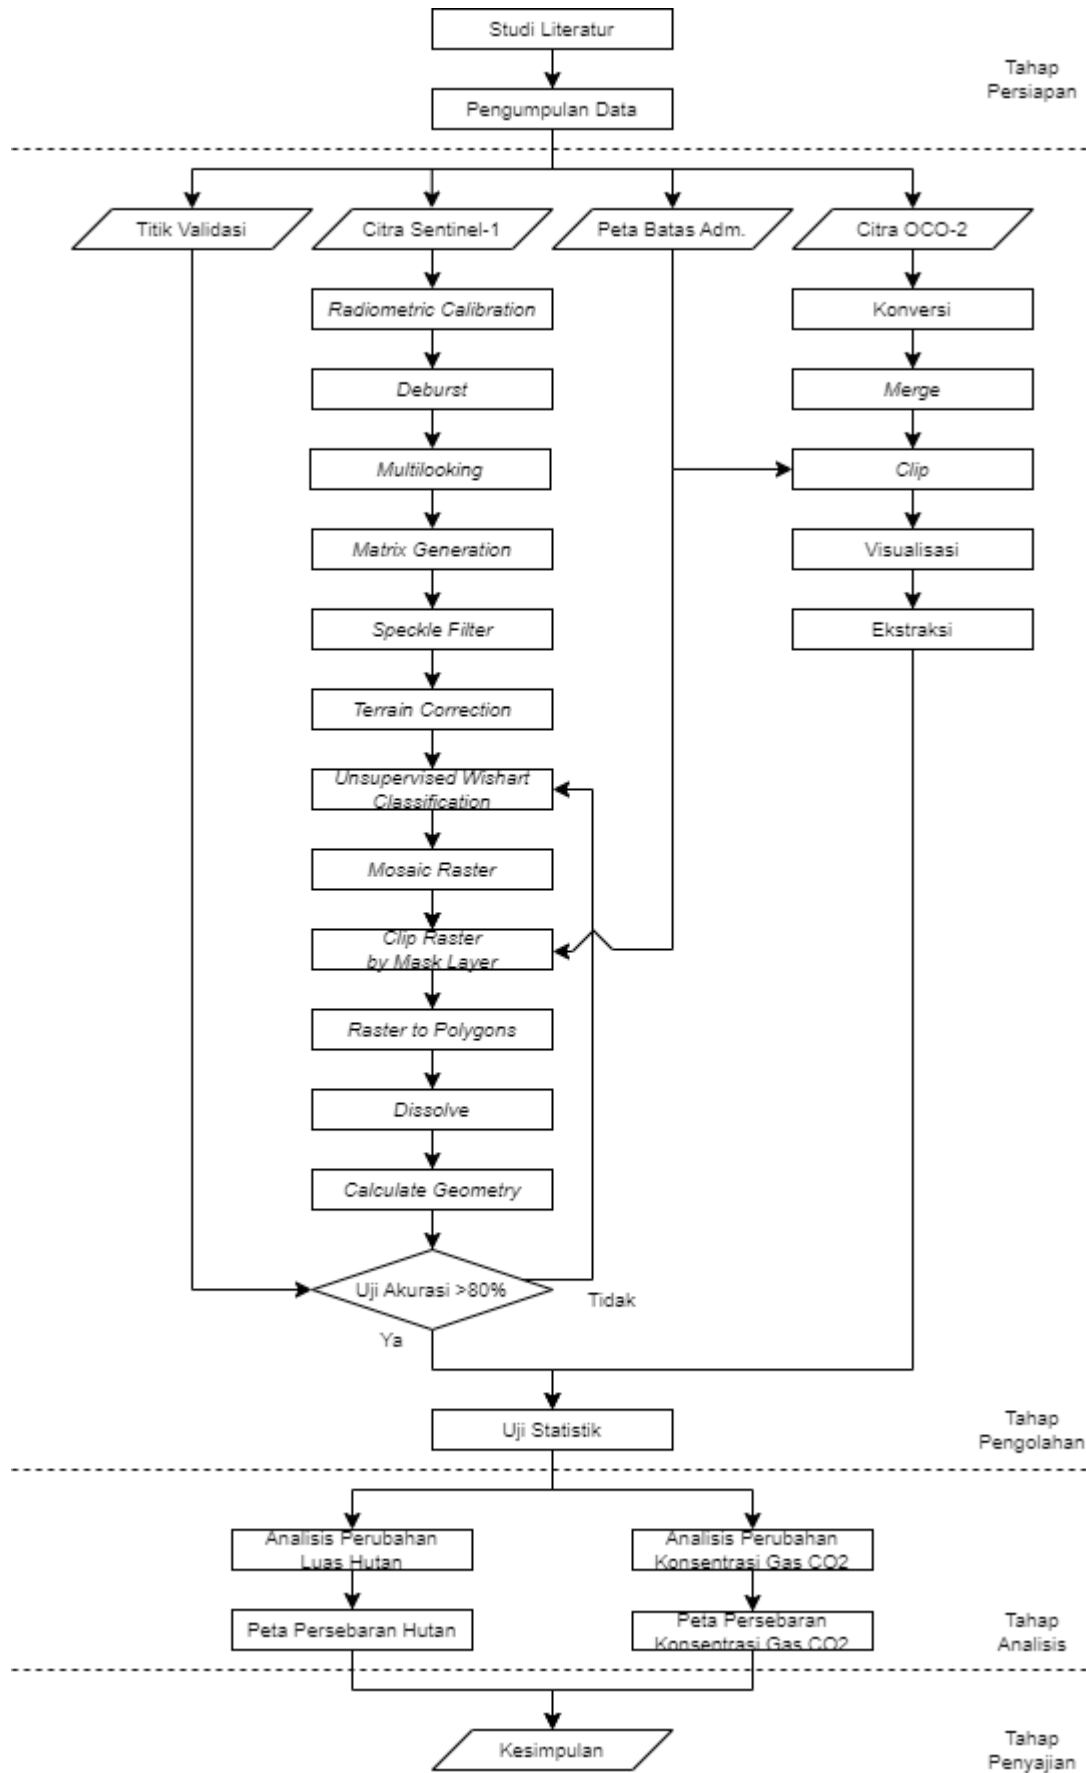 Studi Literatur
Tahap
Persiapan
Pengumpulan Data
Titik Validasi
Citra Sentinel-1
Peta Batas Adm.
Citra OCO-2
Radiometric Calibration
Konversi
Deburst
Merge
Multilooking
Clip
Matrix Generation
Visualisasi
Speckle Filter
Ekstraksi
Terrain Correction
Unsupervised Wishart
Classification
Mosaic Raster
Clip Raster
by Mask Layer
Raster to Polygons
Dissolve
Calculate Geometry
Uji Akurasi >80%
Tidak
Ya
Uji Statistik
Tahap
Pengolahan
Analisis Perubahan
Luas Hutan
Analisis Perubahan
Konsentrasi Gas CO2
Peta Persebaran Hutan
Peta Persebaran
Konsentrasi Gas CO2
Tahap
Analisis
Kesimpulan
Tahap
Penyajian